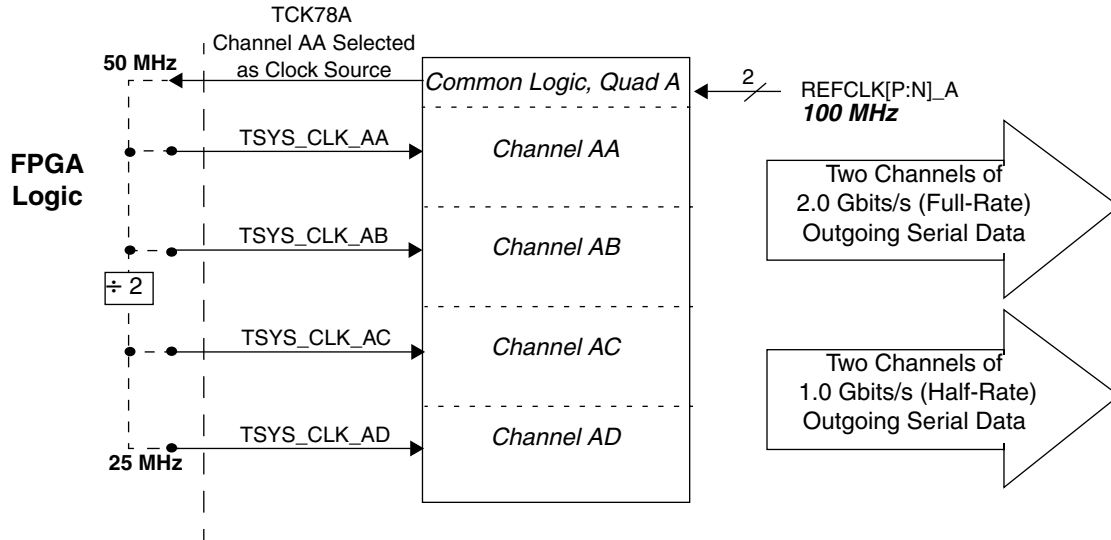 TCK78A
Channel AA Selected
as Clock Source
50 MHz
Common Logic, Quad A
2
REFCLK[P:N]_A
100 MHz
FPGA
Logic
TSYS_CLK_AA
Channel AA
Two Channels of
2.0 Gbits/s (Full-Rate)
Outgoing Serial Data
TSYS_CLK_AB
Channel AB
÷ 2
TSYS_CLK_AC
Channel AC
Two Channels of
1.0 Gbits/s (Half-Rate)
Outgoing Serial Data
TSYS_CLK_AD
Channel AD
25 MHz